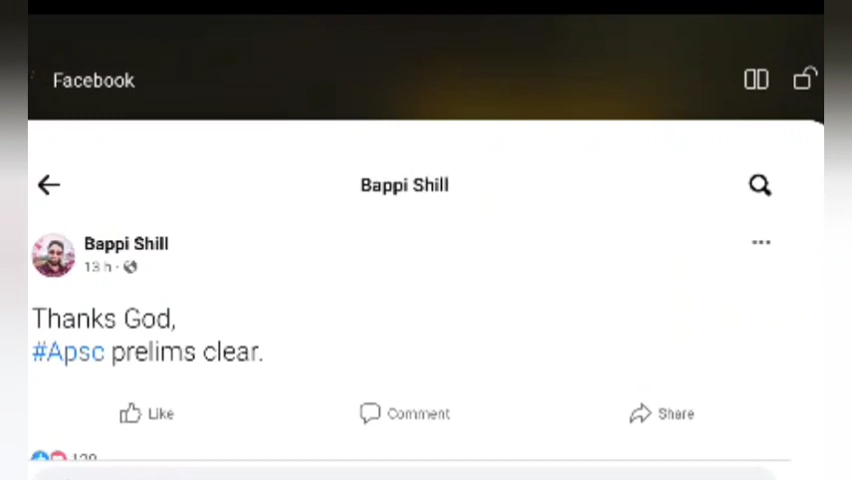 Facebook
Bappi Shill
Bappi Shill
13 h
Thanks God,
#Apsc prelims clear.
Like Comment Share